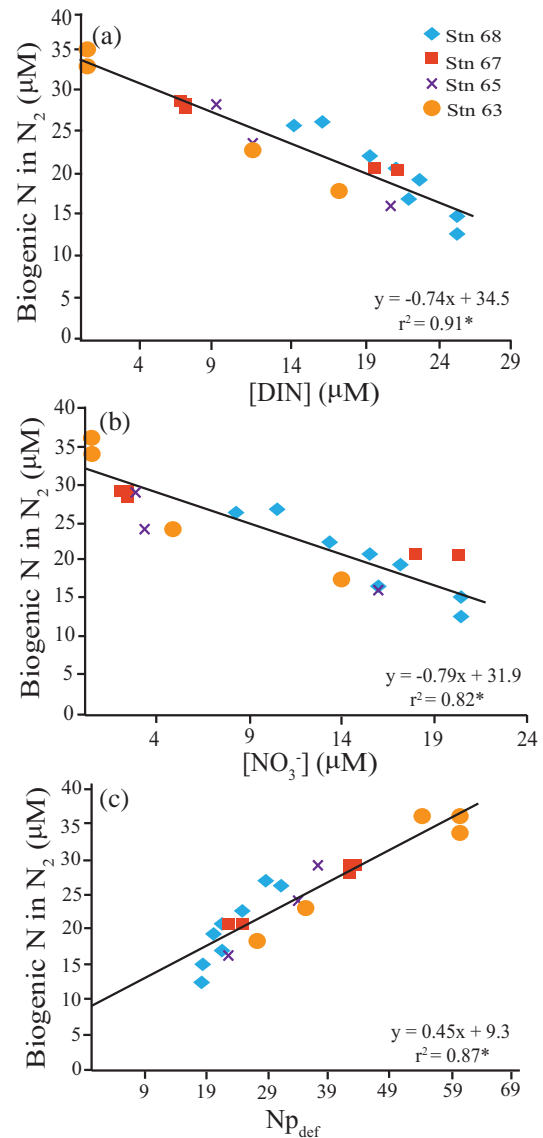 (a)
Stn 68
Stn 67
Stn 65
Stn 63
Biogenic N in N₂ (µM)
40
35
30
25
20
15
10
5
0
y = -0.74x + 34.5
r² = 0.91*
4 9 14 19 24 29
[DIN] (µM)
(b)
Biogenic N in N₂ (µM)
40
35
30
25
20
15
10
5
0
y = -0.79x + 31.9
r² = 0.82*
4 9 14 19 24
[NO₃⁻] (µM)
(c)
Biogenic N in N₂ (µM)
40
35
30
25
20
15
10
5
0
y = 0.45x + 9.3
r² = 0.87*
9 19 29 39 49 59 69
Np_def